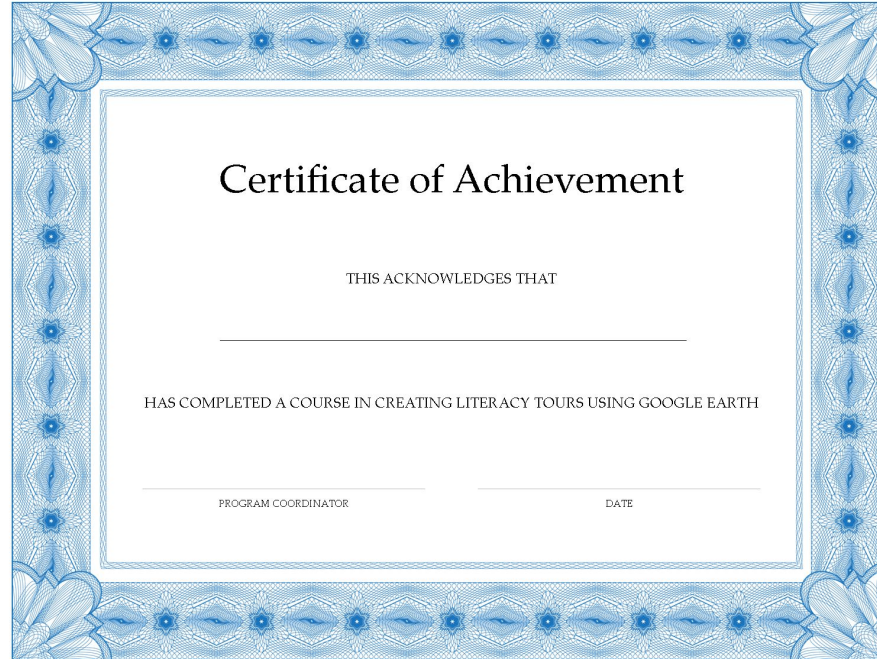 Certificate of Achievement
THIS ACKNOWLEDGES THAT
HAS COMPLETED A COURSE IN CREATING LITERACY TOURS USING GOOGLE EARTH
PROGRAM COORDINATOR
DATE